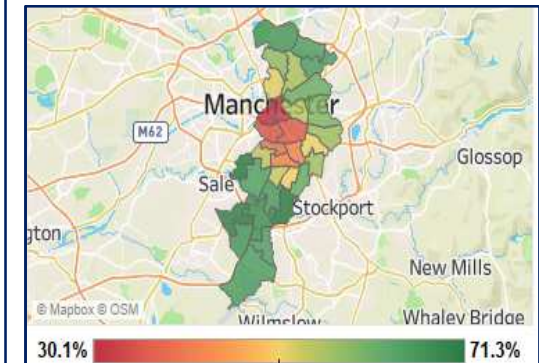 Manchester
M62
Glossop
Sale
Stockport
gton
New Mills
© Mapbox © OSM
Wilmslow
Whaley Bridge
30.1%
71.3%